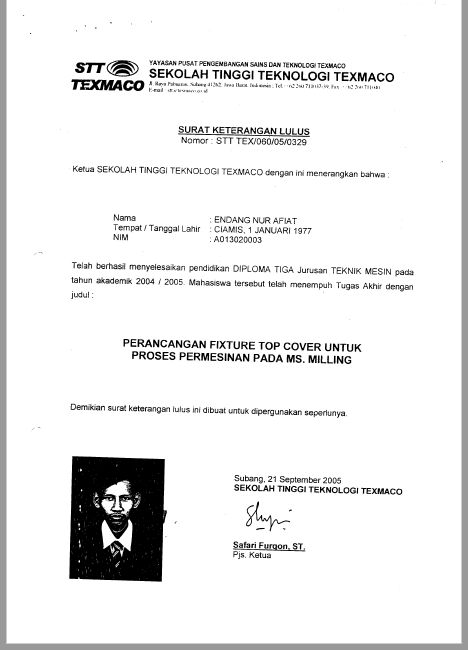 STT
TEXMACO
YAYASAN PUSAT PENGEMBANGAN SAINS DAN TEKNOLOGI TEXMACO
SEKOLAH TINGGI TEKNOLOGI TEXMACO
Jl. Raya Subang 41262, Jawa Barat, Indonesia ; Tel. : Fax
E-mail :
SURAT KETERANGAN LULUS
Nomor : STT TEX/060/05/0329
Ketua SEKOLAH TINGGI TEKNOLOGI TEXMACO dengan ini menerangkan bahwa :
Nama : ENDANG NUR AFIAT
Tempat / Tanggal Lahir : CIAMIS, 1 JANUARI 1977
NIM : A013020003
Telah berhasil menyelesaikan pendidikan DIPLOMA TIGA Jurusan TEKNIK MESIN pada
tahun akademik 2004 / 2005. Mahasiswa tersebut telah menempuh Tugas Akhir dengan
judul :
PERANCANGAN FIXTURE TOP COVER UNTUK
PROSES PERMESINAN PADA MS. MILLING
Demikian surat keterangan lulus ini dibuat untuk dipergunakan seperlunya.
Subang, 21 September 2005
SEKOLAH TINGGI TEKNOLOGI TEXMACO
Safari Furqon, ST.
Pjs. Ketua